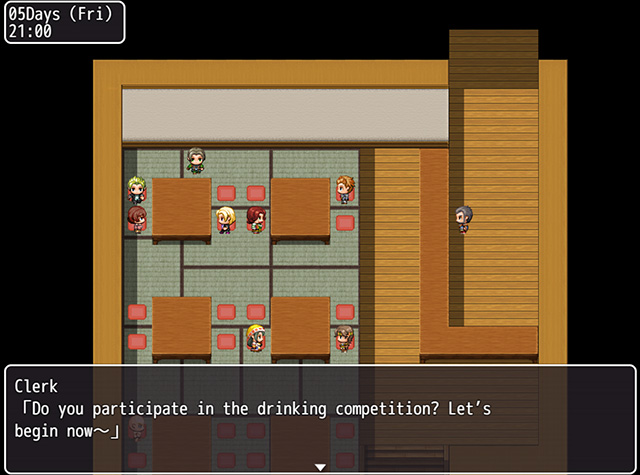 05Days (Fri)
21:00
Clerk
「Do you participate in the drinking competition? Let's
begin now～」